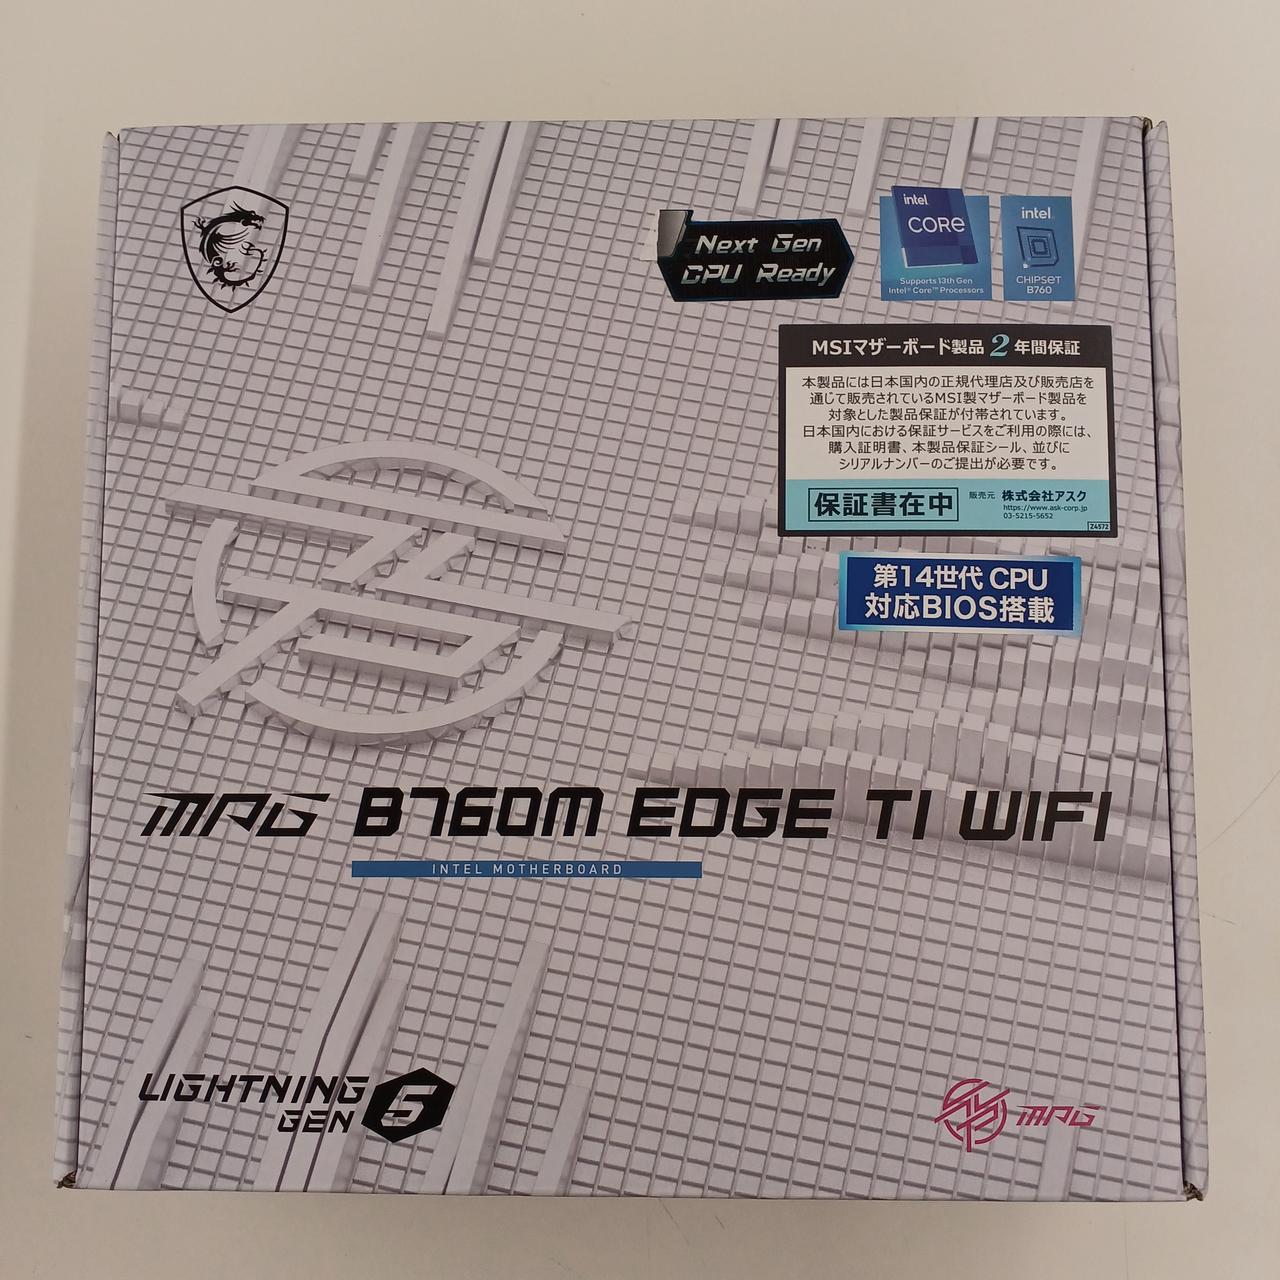 Next Gen
CPU Ready
intel
CORE
Supports 13th Gen
Intel® Core™ Processors
intel
CHIPSET
B760
MSIマザーボード製品 2 年間保証
本製品には日本国内の正規代理店及び販売店を
通じて販売されているMSI製マザーボード製品を
対象とした製品保証が付帯されています。
日本国内における保証サービスをご利用の際には、
購入証明書、本製品保証シール、並びに
シリアルナンバーのご提出が必要です。
保証書在中
販売元 株式会社アスク
https://www.ask-corp.jp
03-5215-5652
Z4572
第14世代 CPU
対応BIOS搭載
MPG B760M EDGE TI WIFI
INTEL MOTHERBOARD
LIGHTNING
GEN 5
MPG